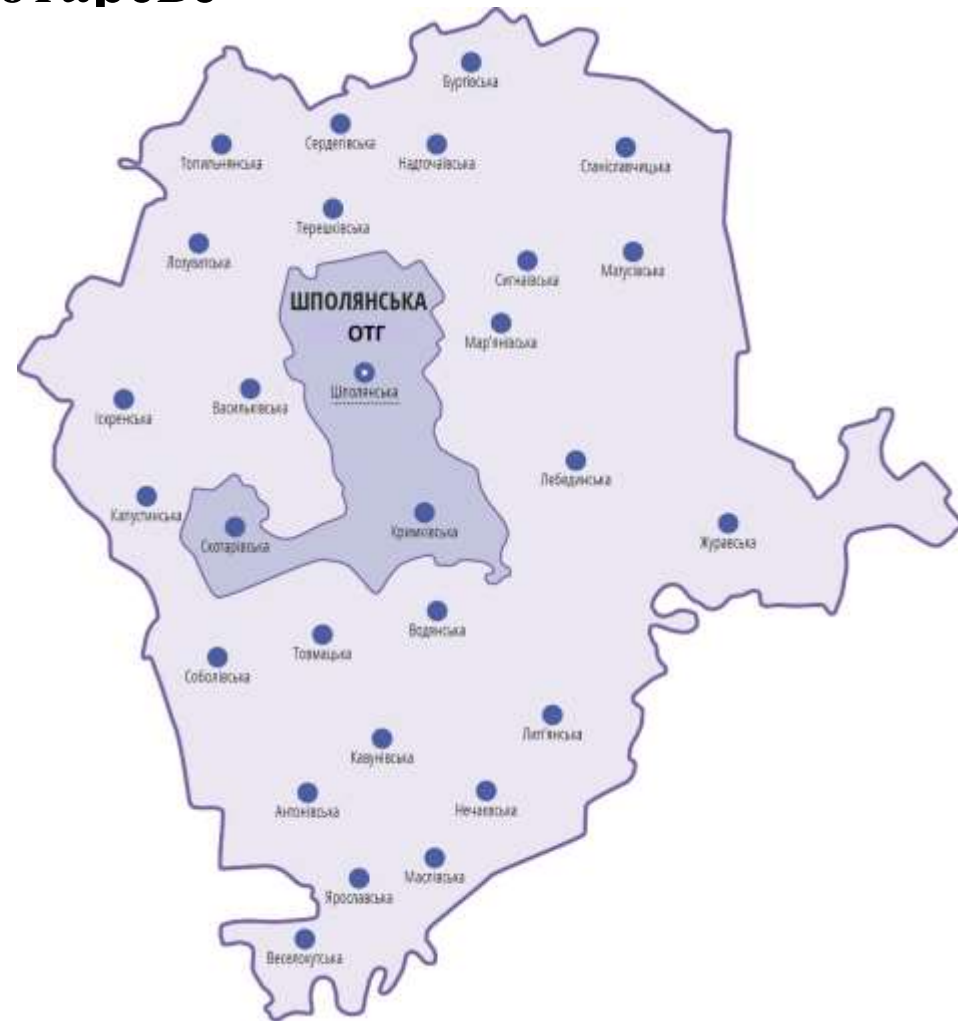 Буртівська
Сердегівська
Топильнянська
Надточаївська
Станіславчицька
Терешківська
Лозуватська
Сигнаївська
Матусівська
ШПОЛЯНСЬКА
ОТГ
Мар'янівська
Шполянська
Васильківська
Іскренська
Лебединська
Капустинська
Скотарівська
Кримківська
Журавська
Водянська
Товмацька
Соболівська
Лип'янська
Кавунівська
Антонівська
Нечаєвська
Маслівська
Ярославська
Веселокутська